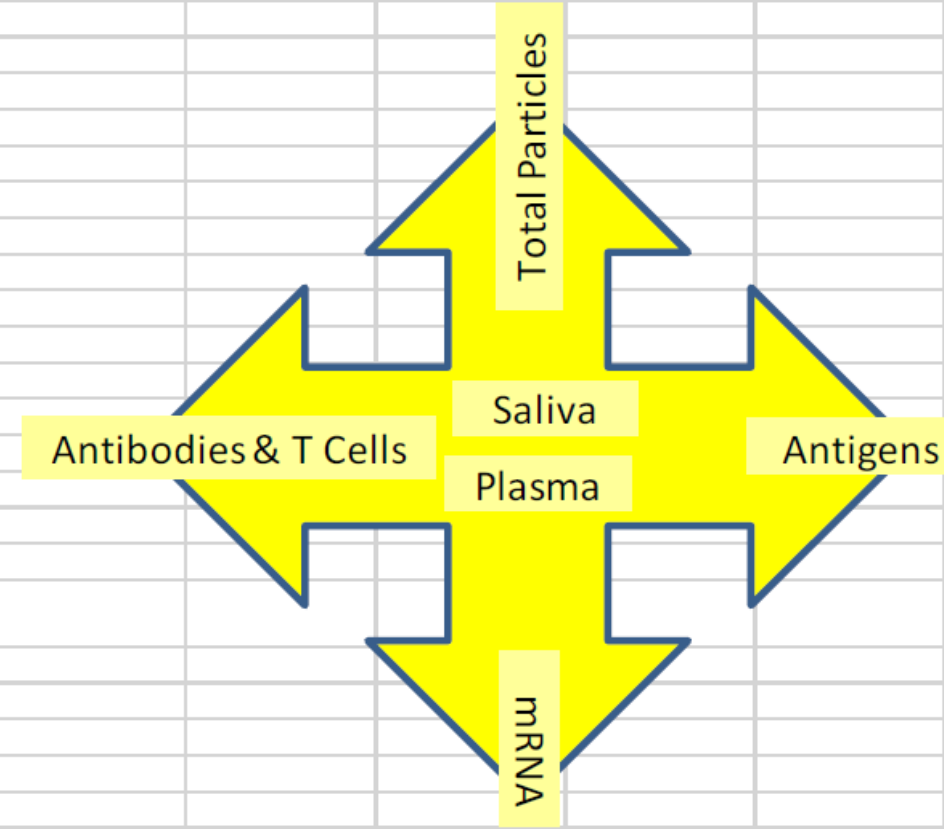 Total Particles
Saliva
Antibodies & T Cells
Antigens
Plasma
mRNA